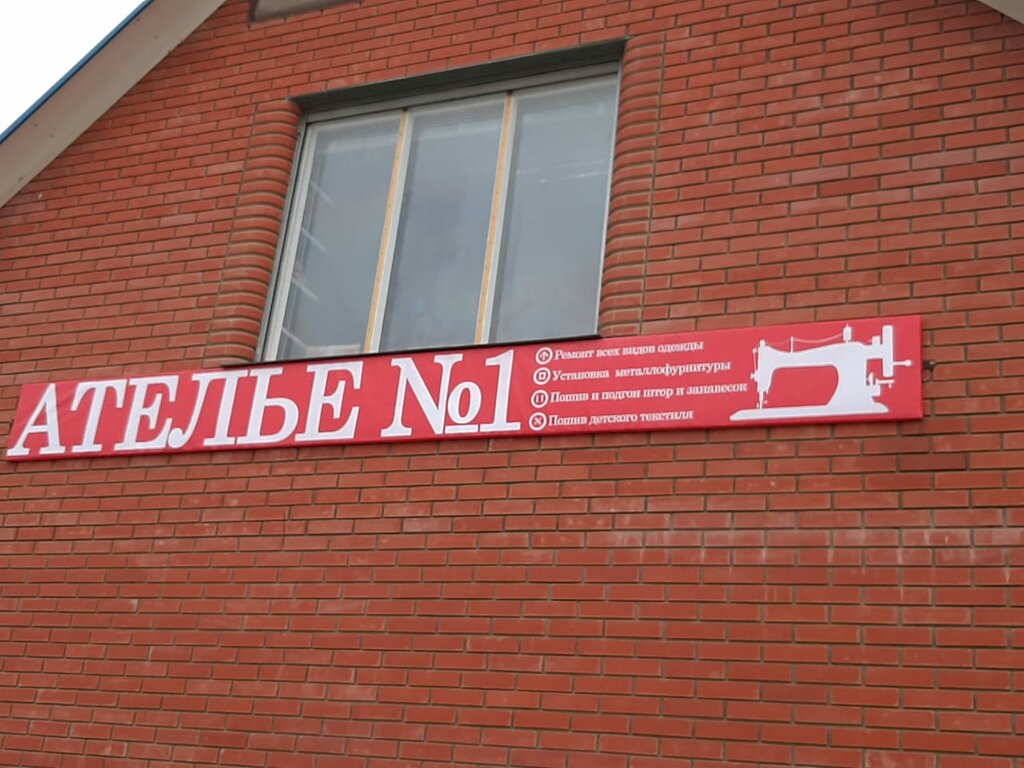 АТЕЛЬЕ №1
Ремонт всех видов одежды
Установка металлофурнитуры
Пошив и подгон штор и занавесок
Пошив детского текстиля